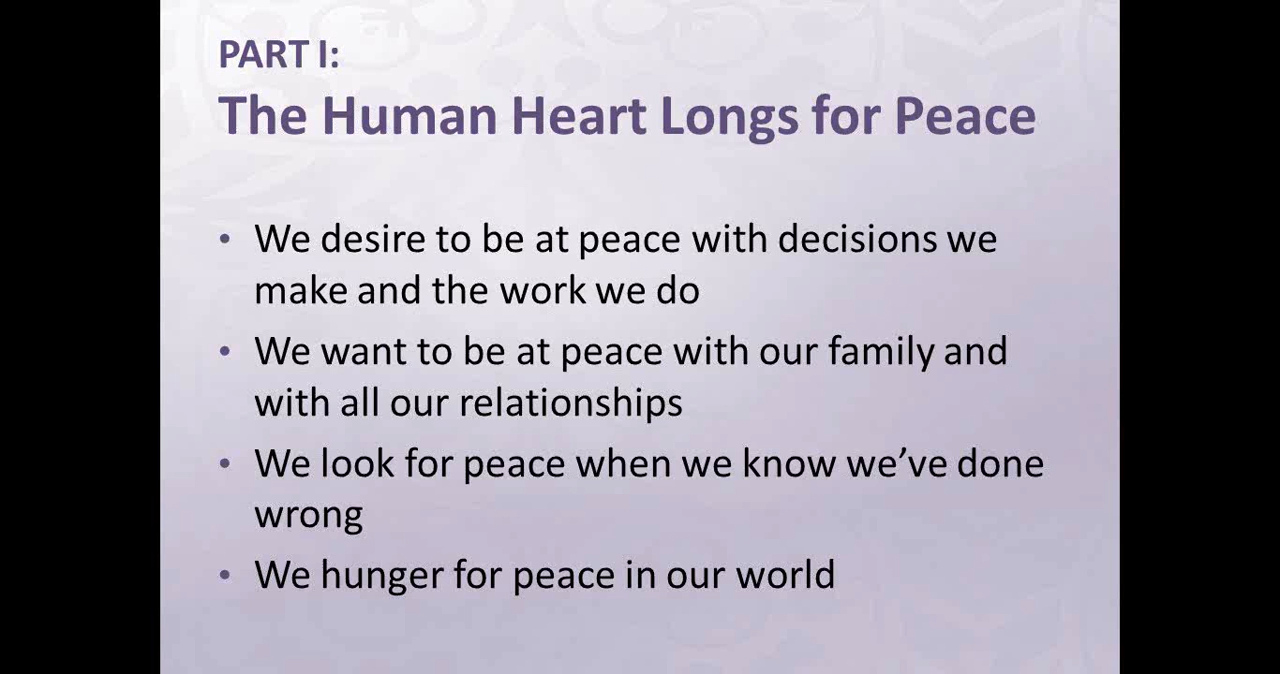 PART I:
The Human Heart Longs for Peace
• We desire to be at peace with decisions we
make and the work we do
• We want to be at peace with our family and
with all our relationships
• We look for peace when we know we’ve done
wrong
• We hunger for peace in our world